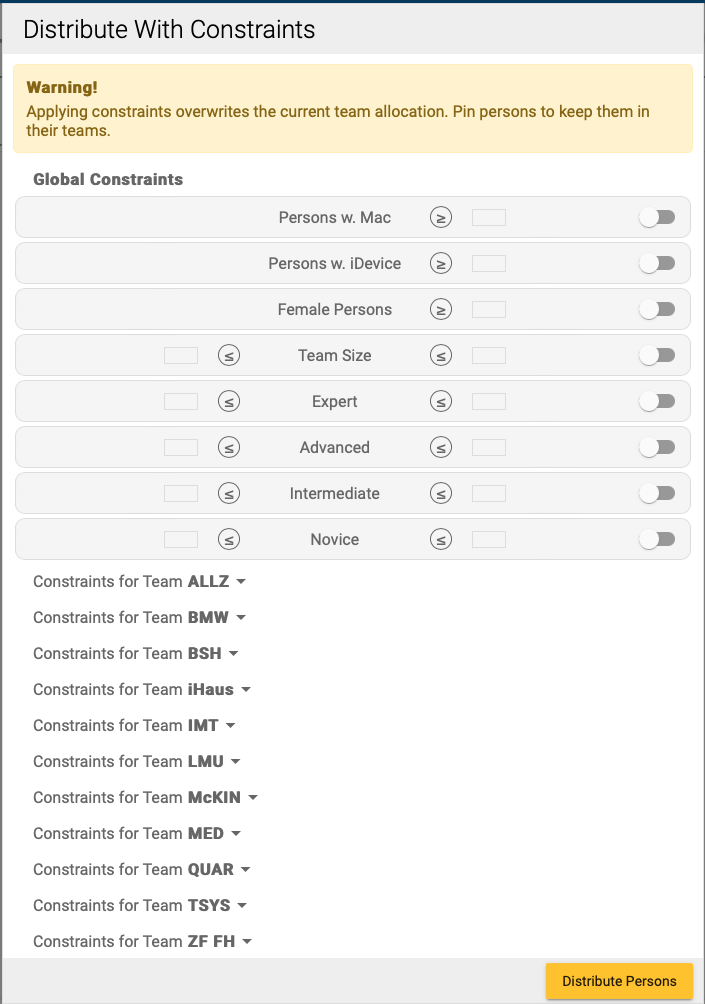 Distribute With Constraints
Warning!
Applying constraints overwrites the current team allocation. Pin persons to keep them in
their teams.
Global Constraints
Persons w. Mac ≥
Persons w. iDevice ≥
Female Persons ≥
≤ Team Size ≤
≤ Expert ≤
≤ Advanced ≤
≤ Intermediate ≤
≤ Novice ≤
Constraints for Team ALLZ
Constraints for Team BMW
Constraints for Team BSH
Constraints for Team iHaus
Constraints for Team IMT
Constraints for Team LMU
Constraints for Team McKIN
Constraints for Team MED
Constraints for Team QUAR
Constraints for Team TSYS
Constraints for Team ZF FH
Distribute Persons